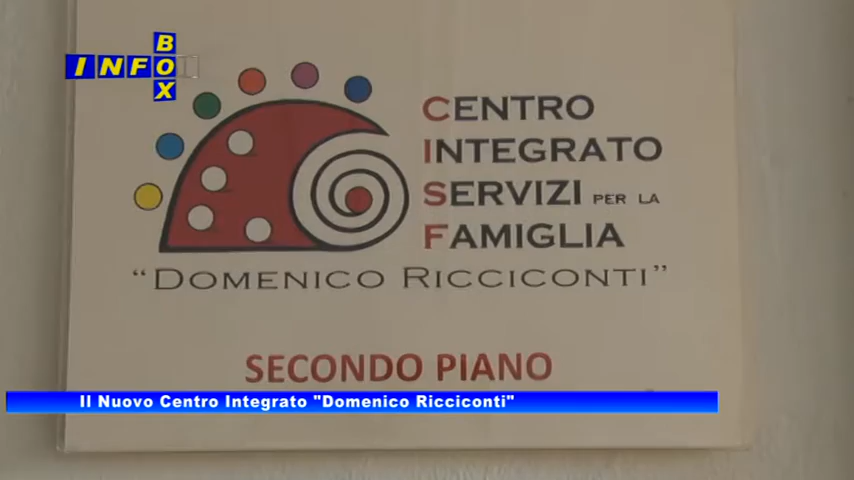 INFO
BOX
CENTRO
INTEGRATO
SERVIZI PER LA
FAMIGLIA
“DOMENICO RICCICONTI”
SECONDO PIANO
Il Nuovo Centro Integrato "Domenico Ricciconti"